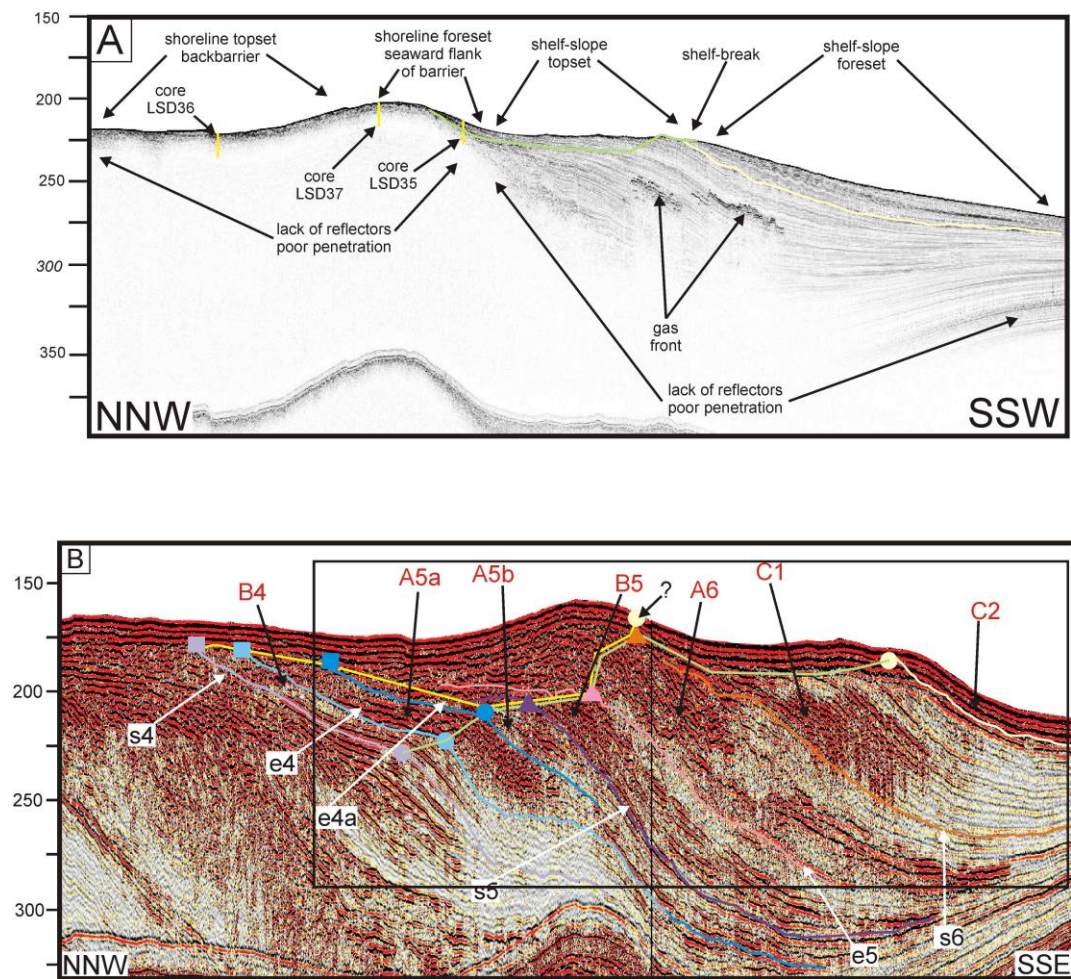 150
A
shoreline topset
backbarrier
shoreline foreset
seaward flank
of barrier
shelf-slope
topset
shelf-break
shelf-slope
foreset
core
LSD36
200
250
core
LSD37
core
LSD35
lack of reflectors
poor penetration
300
gas
front
350
lack of reflectors
poor penetration
NNW
SSW
B
150
B4
A5a
A5b
B5
?
A6
C1
C2
200
s4
e4
250
e4a
s5
e5
s6
300
NNW
SSE